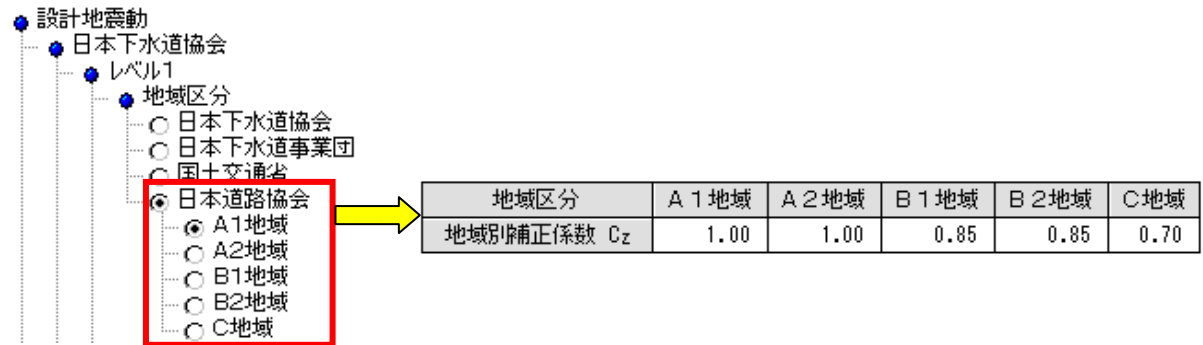 設計地震動
日本下水道協会
レベル1
地域区分
日本下水道協会
日本下水道事業団
国土交通省
日本道路協会
A1地域
A2地域
B1地域
B2地域
C地域
地域区分 A1地域 A2地域 B1地域 B2地域 C地域
地域別補正係数 Cz 1.00 1.00 0.85 0.85 0.70